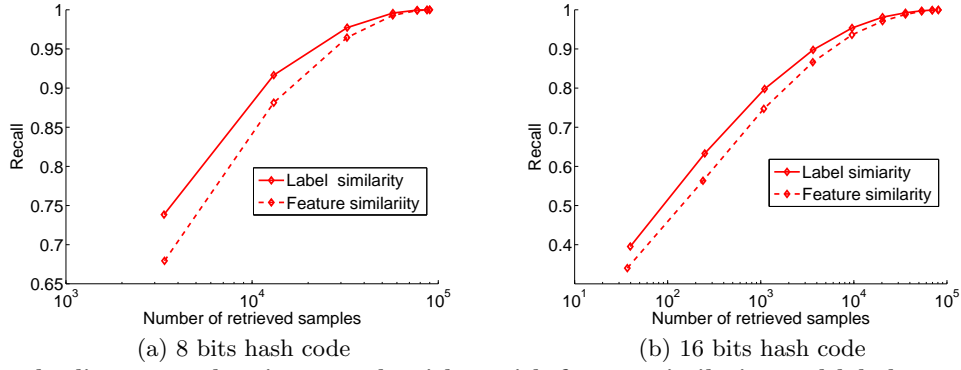 1
0.95
0.9
0.85
0.8
0.75
0.7
0.65
Recall
10^3
10^4
10^5
Number of retrieved samples
Label similarity
Feature similariity
(a) 8 bits hash code
1
0.9
0.8
0.7
0.6
0.5
0.4
Recall
10^1
10^2
10^3
10^4
10^5
Number of retrieved samples
Label simiarity
Feature similarity
(b) 16 bits hash code